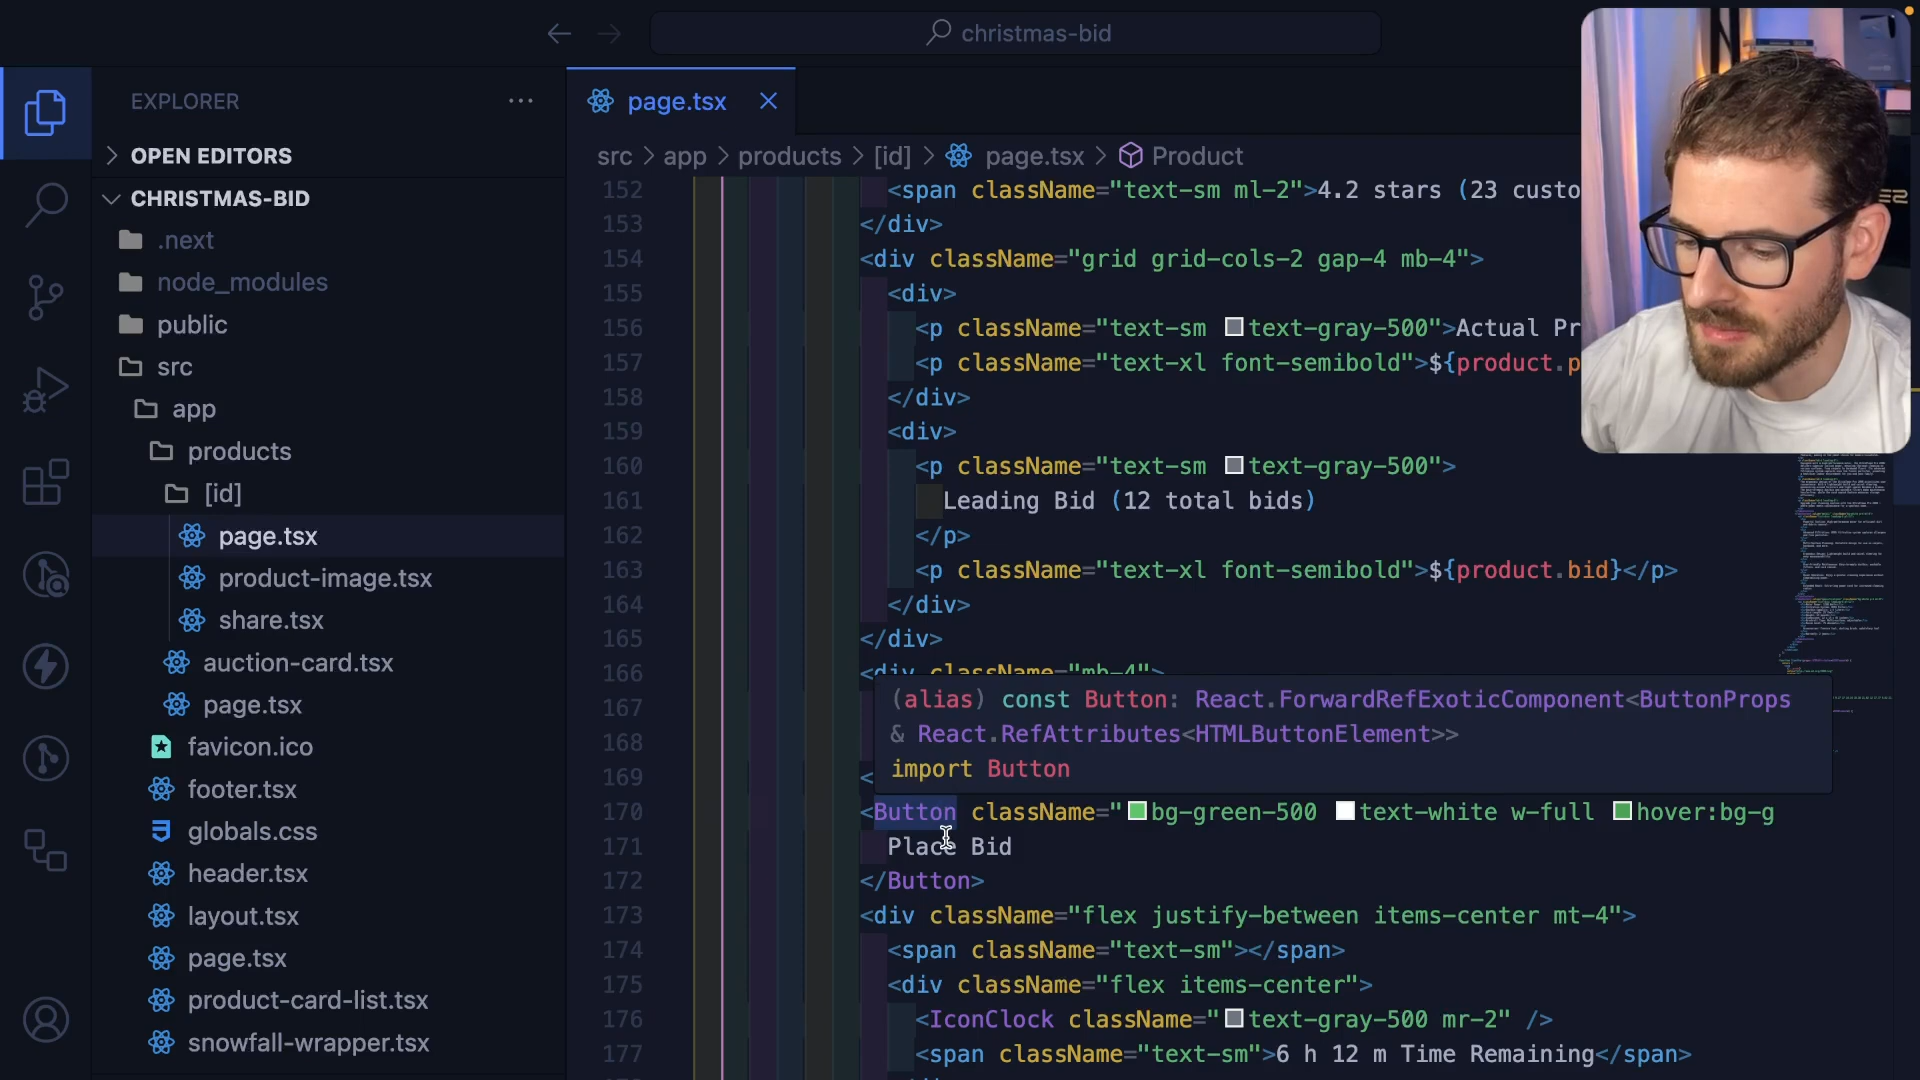 christmas-bid
EXPLORER
OPEN EDITORS
CHRISTMAS-BID
.next
node_modules
public
src
app
products
[id]
page.tsx
product-image.tsx
share.tsx
auction-card.tsx
page.tsx
favicon.ico
footer.tsx
globals.css
header.tsx
layout.tsx
page.tsx
product-card-list.tsx
snowfall-wrapper.tsx
page.tsx
src > app > products > [id] > page.tsx > Product
152 <span className="text-sm ml-2">4.2 stars (23 custo
153 </div>
154 <div className="grid grid-cols-2 gap-4 mb-4">
155 <div>
156 <p className="text-sm text-gray-500">Actual Pr
157 <p className="text-xl font-semibold">${product.p
158 </div>
159 <div>
160 <p className="text-sm text-gray-500">
161 Leading Bid (12 total bids)
162 </p>
163 <p className="text-xl font-semibold">${product.bid}</p>
164 </div>
165 </div>
166 <div className="mb-4">
(alias) const Button: React.ForwardRefExoticComponent<ButtonProps
& React.RefAttributes<HTMLButtonElement>>
import Button
167
168
169 <
170 <Button className="bg-green-500 text-white w-full hover:bg-g
171 Place Bid
172 </Button>
173 <div className="flex justify-between items-center mt-4">
174 <span className="text-sm"></span>
175 <div className="flex items-center">
176 <IconClock className="text-gray-500 mr-2" />
177 <span className="text-sm">6 h 12 m Time Remaining</span>